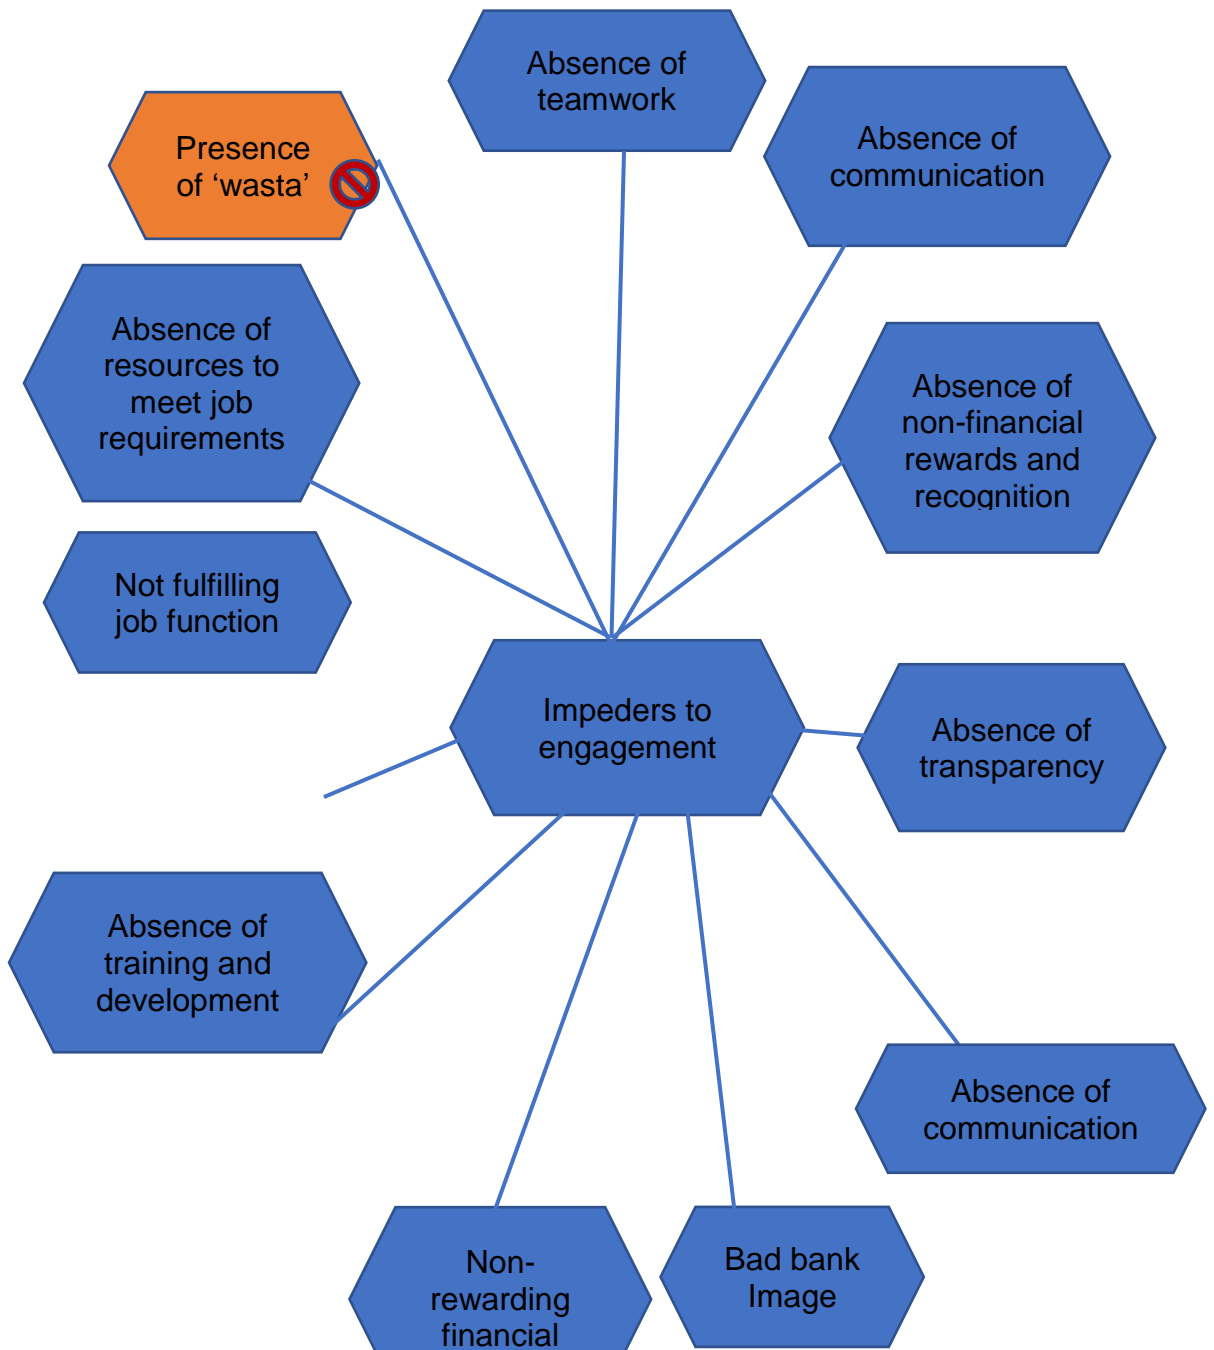 Absence of
teamwork
Absence of
communication
Presence
of ‘wasta’
Absence of
resources to
meet job
requirements
Absence of
non-financial
rewards and
recognition
Not fulfilling
job function
Impeders to
engagement
Absence of
transparency
Absence of
training and
development
Absence of
communication
Non-
rewarding
financial
Bad bank
Image